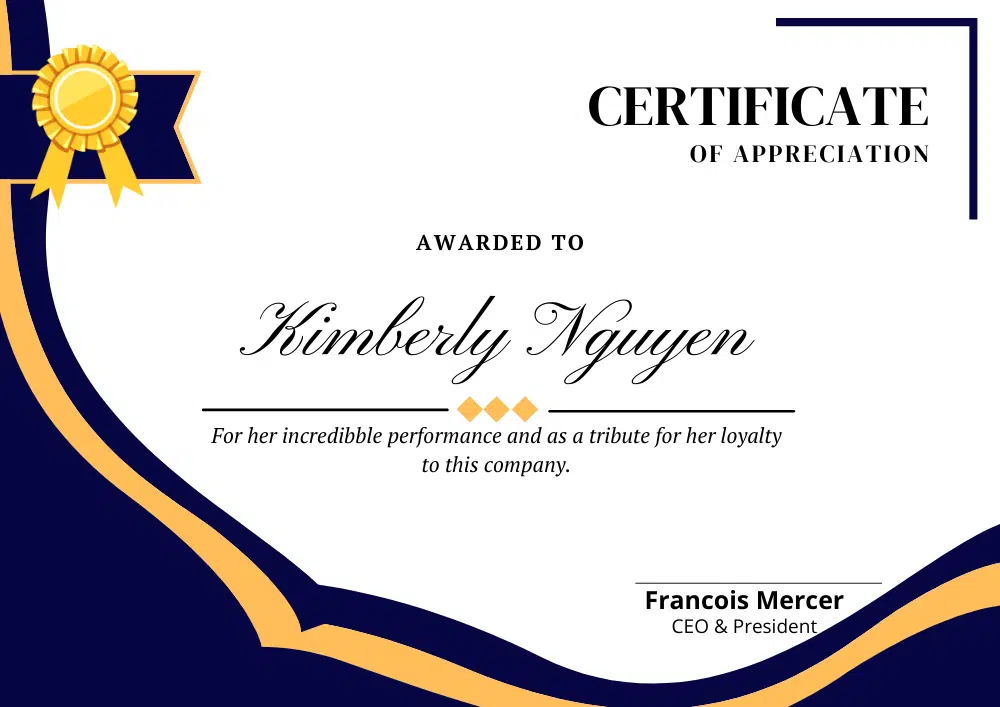 CERTIFICATE
OF APPRECIATION
AWARDED TO
Kimberly Nguyen
For her incredibble performance and as a tribute for her loyalty
to this company.
Francois Mercer
CEO & President